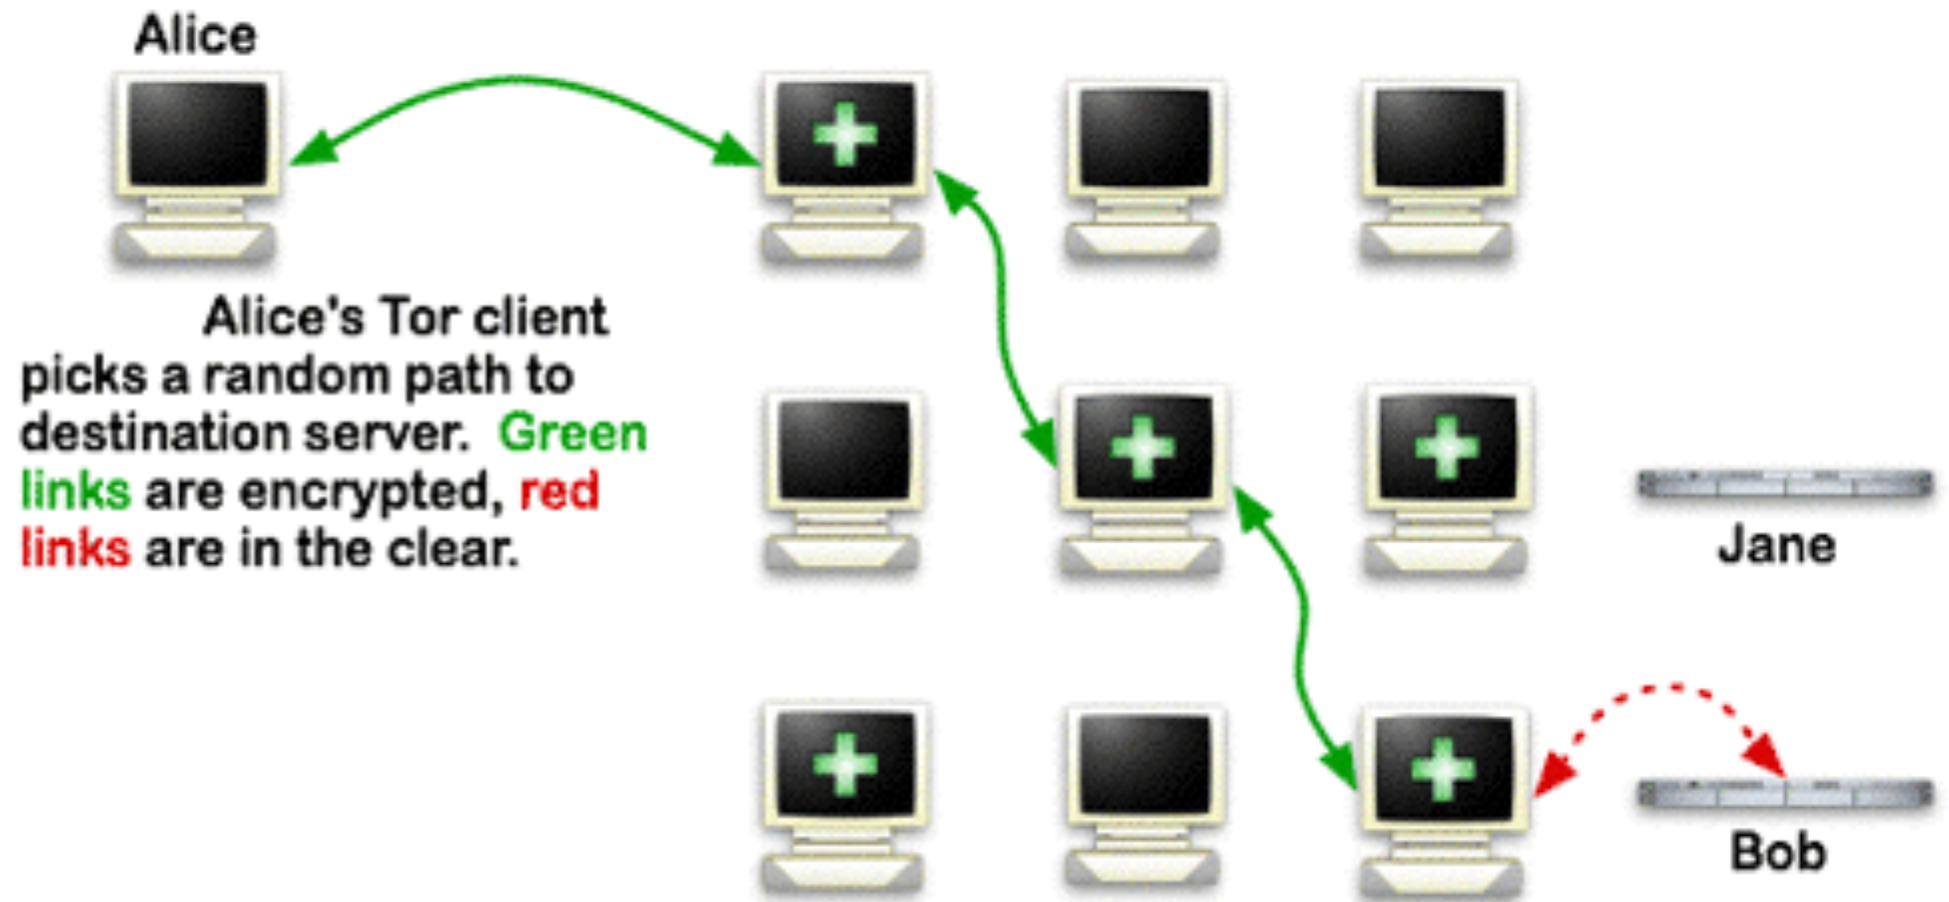 Alice
Alice's Tor client
picks a random path to
destination server. Green
links are encrypted, red
links are in the clear.
Jane
Bob